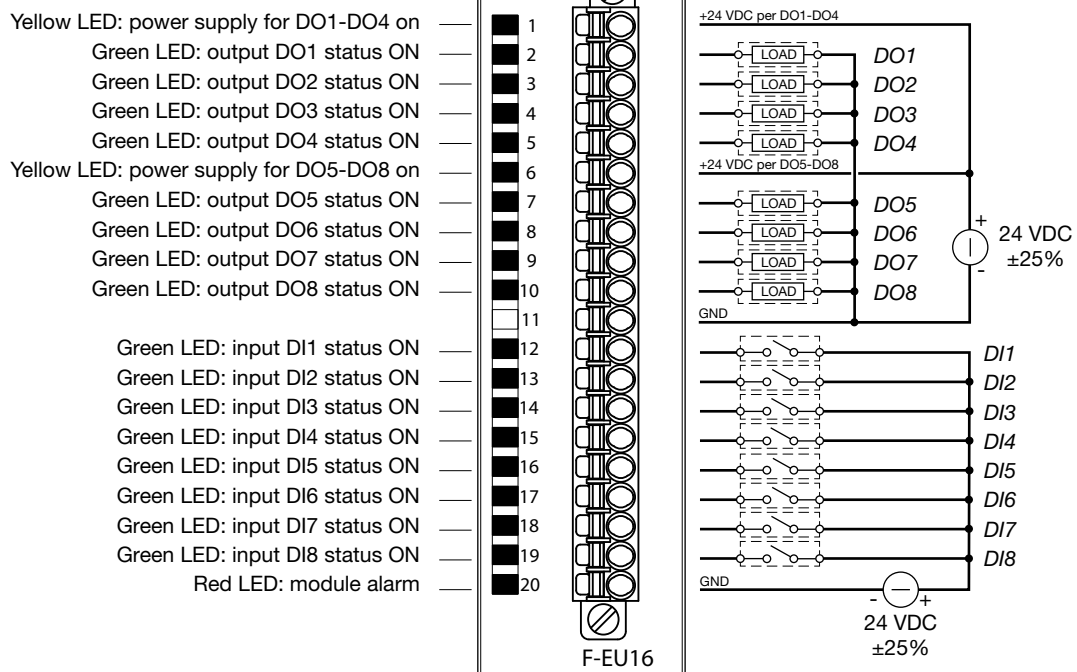 Yellow LED: power supply for DO1-DO4 on 1 +24 VDC per DO1-DO4
Green LED: output DO1 status ON 2 LOAD DO1
Green LED: output DO2 status ON 3 LOAD DO2
Green LED: output DO3 status ON 4 LOAD DO3
Green LED: output DO4 status ON 5 LOAD DO4
Yellow LED: power supply for DO5-DO8 on 6 +24 VDC per DO5-DO8
Green LED: output DO5 status ON 7 LOAD DO5
Green LED: output DO6 status ON 8 LOAD DO6
Green LED: output DO7 status ON 9 LOAD DO7
Green LED: output DO8 status ON 10 LOAD DO8
+
24 VDC
±25%
-
11 GND
Green LED: input DI1 status ON 12 DI1
Green LED: input DI2 status ON 13 DI2
Green LED: input DI3 status ON 14 DI3
Green LED: input DI4 status ON 15 DI4
Green LED: input DI5 status ON 16 DI5
Green LED: input DI6 status ON 17 DI6
Green LED: input DI7 status ON 18 DI7
Green LED: input DI8 status ON 19 DI8
Red LED: module alarm 20 GND
- +
24 VDC
±25%
F-EU16